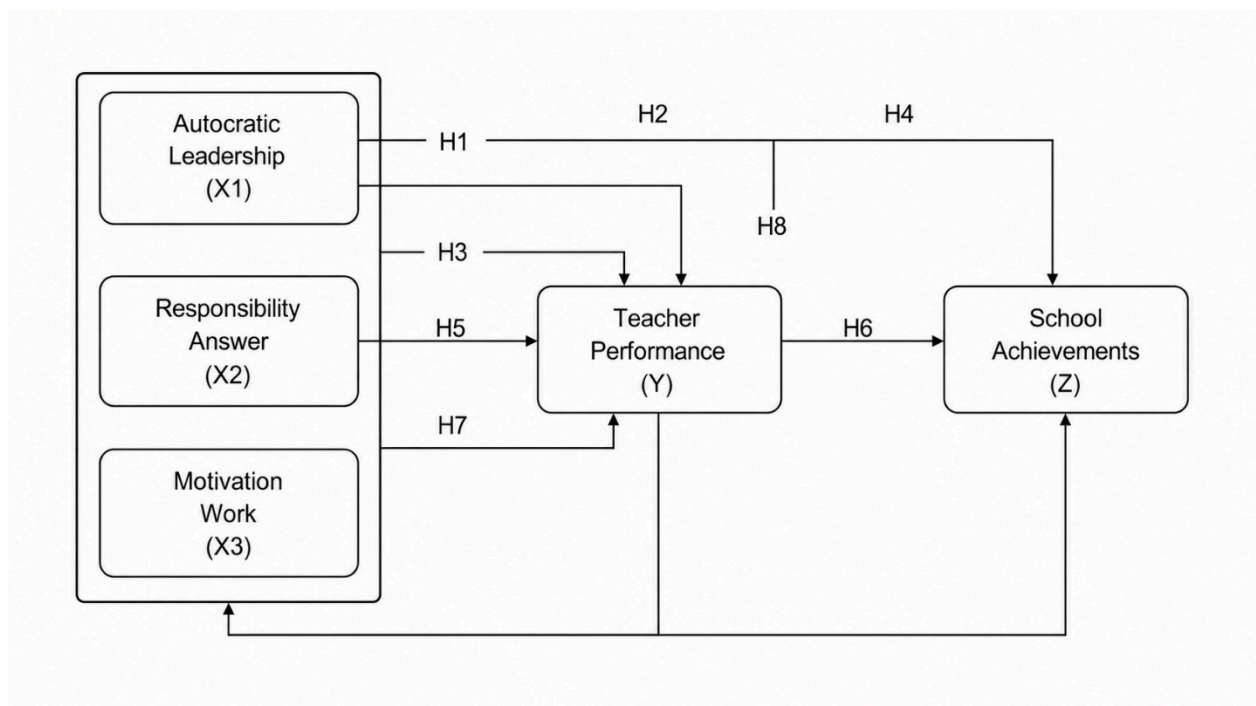 Autocratic
Leadership
(X1)
H1
H2
H4
H8
H3
Responsibility
Answer
(X2)
H5
Teacher
Performance
(Y)
H6
School
Achievements
(Z)
H7
Motivation
Work
(X3)